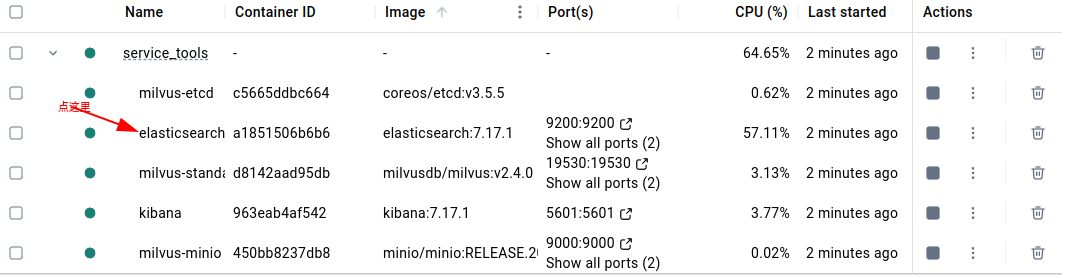 Name Container ID Image Port(s) CPU (%) Last started Actions
service_tools - - - 64.65% 2 minutes ago
milvus-etcd c5665ddbc664 coreos/etcd:v3.5.5 0.62% 2 minutes ago
点这里
elasticsearch a1851506b6b6 elasticsearch:7.17.1 9200:9200 57.11% 2 minutes ago
Show all ports (2)
milvus-standa d8142aad95db milvusdb/milvus:v2.4.0 19530:19530 3.13% 2 minutes ago
Show all ports (2)
kibana 963eab4af542 kibana:7.17.1 5601:5601 3.77% 2 minutes ago
milvus-minio 450bb8237db8 minio/minio:RELEASE.20 9000:9000 0.02% 2 minutes ago
Show all ports (2)